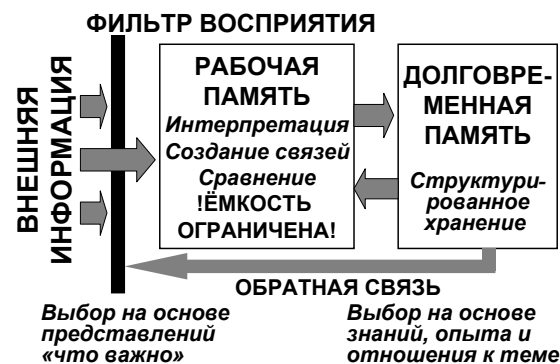 ФИЛЬТР ВОСПРИЯТИЯ
ВНЕШНЯЯ
ИНФОРМАЦИЯ
РАБОЧАЯ
ПАМЯТЬ
Интерпретация
Создание связей
Сравнение
!ЁМКОСТЬ
ОГРАНИЧЕНА!
ДОЛГОВРЕ-
МЕННАЯ
ПАМЯТЬ
Структури-
рованное
хранение
ОБРАТНАЯ СВЯЗЬ
Выбор на основе
представлений
«что важно»
Выбор на основе
знаний, опыта и
отношения к теме